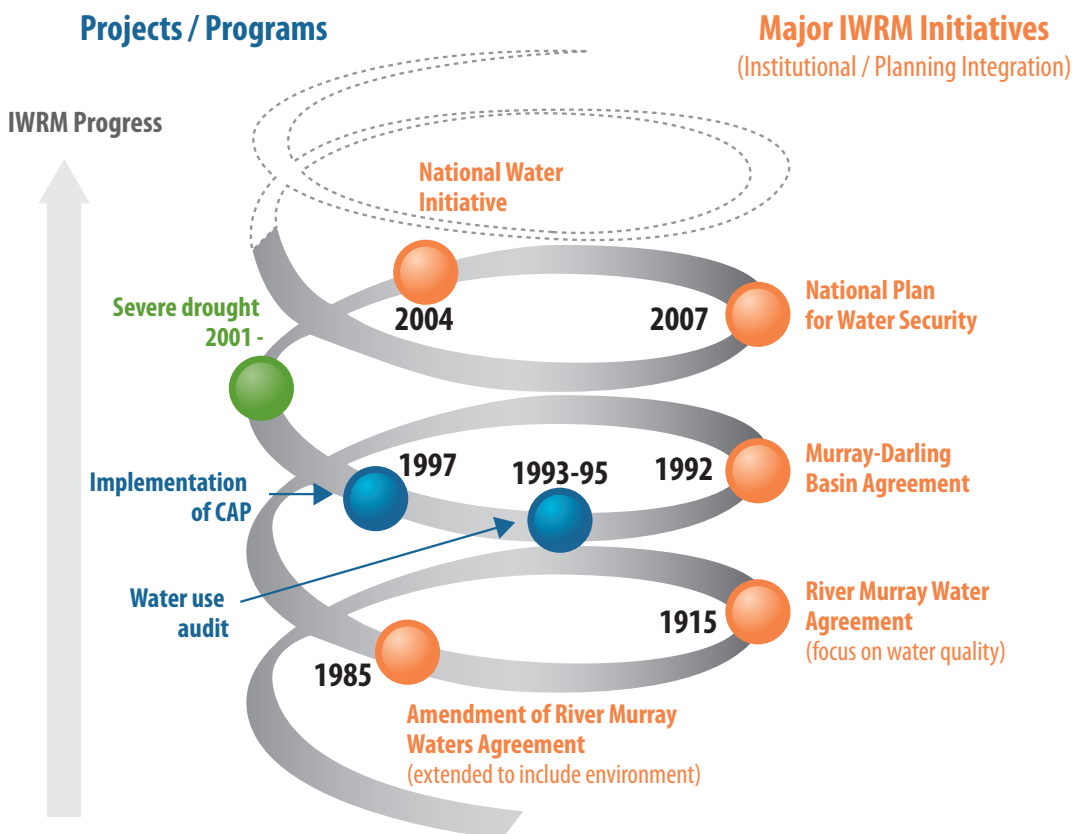 Projects / Programs
Major IWRM Initiatives
(Institutional / Planning Integration)
IWRM Progress
National Water
Initiative
Severe drought
2001 -
2004
2007
National Plan
for Water Security
Implementation
of CAP
1997
1993-95
1992
Murray-Darling
Basin Agreement
Water use
audit
1915
River Murray Water
Agreement
(focus on water quality)
1985
Amendment of River Murray
Waters Agreement
(extended to include environment)